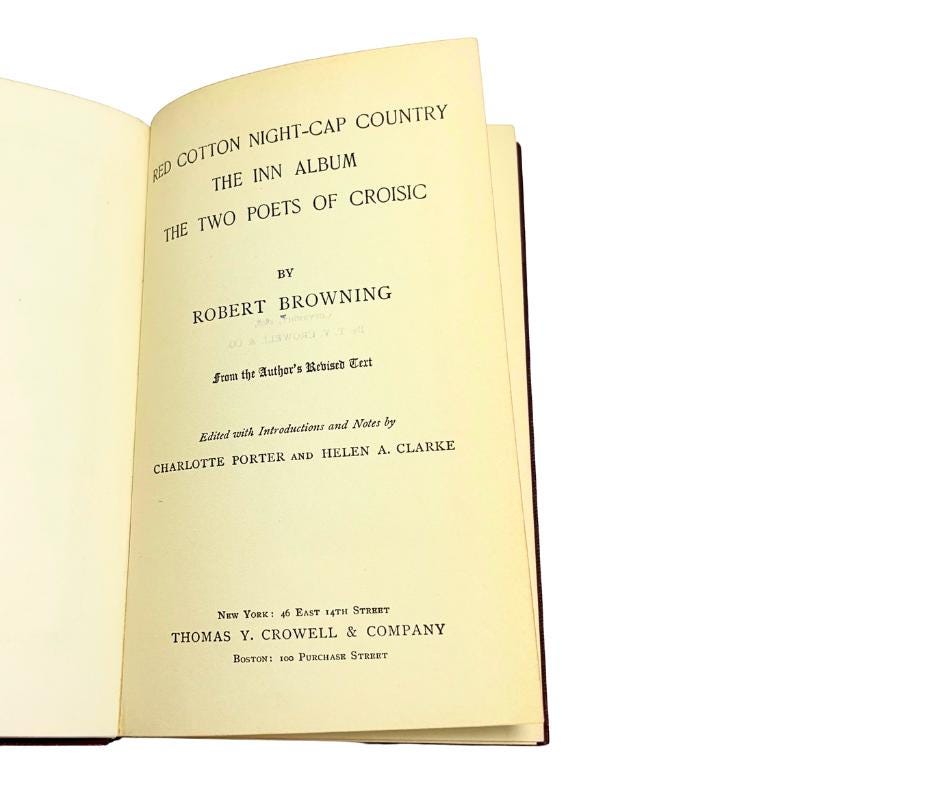 RED COTTON NIGHT-CAP COUNTRY
THE INN ALBUM
THE TWO POETS OF CROISIC
BY
ROBERT BROWNING
From the Author's Revised Text
Edited with Introductions and Notes by
CHARLOTTE PORTER AND HELEN A. CLARKE
NEW YORK: 46 EAST 14TH STREET
THOMAS Y. CROWELL & COMPANY
BOSTON: 100 PURCHASE STREET